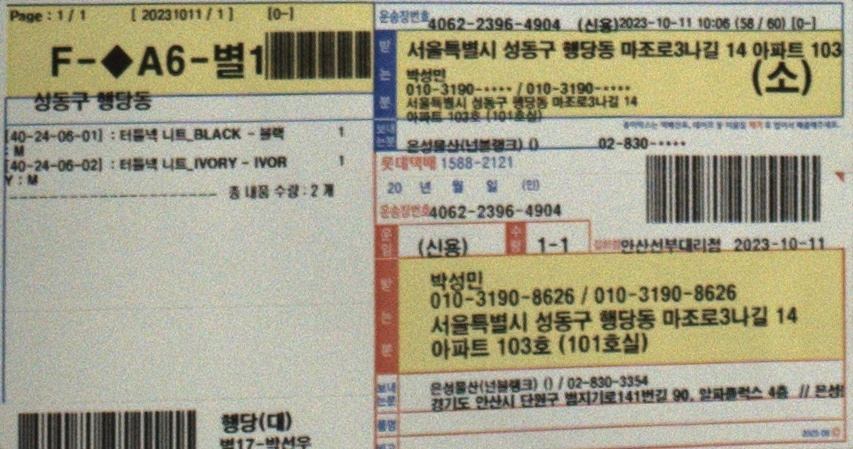 Page : 1 / 1 [ 20231011 / 1 ] [0-]
F-◆A6-별1
성동구 행당동
[40-24-06-01] : 터틀넥 니트_BLACK - 블랙 1
: M
[40-24-06-02] : 터틀넥 니트_IVORY - IVOR 1
Y : M
총 내품 수량 : 2 개
행당(대)
별17-박선우
운송장번호 4062-2396-4904 (신용) 2023-10-11 10:06 (58 / 60) [0-]
받는분
서울특별시 성동구 행당동 마조로3나길 14 아파트 103
박성민
(소)
010-3190-**** / 010-3190-****
서울특별시 성동구 행당동 마조로3나길 14
아파트 103호 (101호실)
보내는분
은성물산(넌블랭크) () 02-830-****
롯데택배 1588-2121
20 년 월 일 (인)
운송장번호 4062-2396-4904
운임 (신용) 수량 1-1 안산선부대리점 2023-10-11
받는분
박성민
010-3190-8626 / 010-3190-8626
서울특별시 성동구 행당동 마조로3나길 14
아파트 103호 (101호실)
보내는분
은성물산(넌블랭크) () / 02-830-3354
경기도 안산시 단원구 별지기로141번길 90, 알파플럭스 4층 // 은성
품명